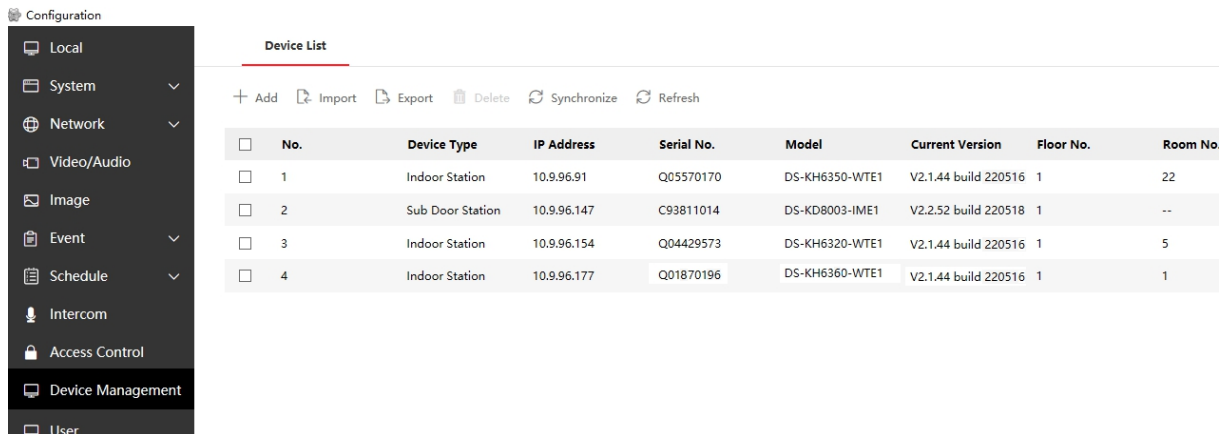 Configuration
Local
System
Network
Video/Audio
Image
Event
Schedule
Intercom
Access Control
Device Management
User
Device List
Add Import Export Delete Synchronize Refresh
No. Device Type IP Address Serial No. Model Current Version Floor No. Room No.
1 Indoor Station 10.9.96.91 Q05570170 DS-KH6350-WTE1 V2.1.44 build 220516 1 22
2 Sub Door Station 10.9.96.147 C93811014 DS-KD8003-IME1 V2.2.52 build 220518 1 --
3 Indoor Station 10.9.96.154 Q04429573 DS-KH6320-WTE1 V2.1.44 build 220516 1 5
4 Indoor Station 10.9.96.177 Q01870196 DS-KH6360-WTE1 V2.1.44 build 220516 1 1